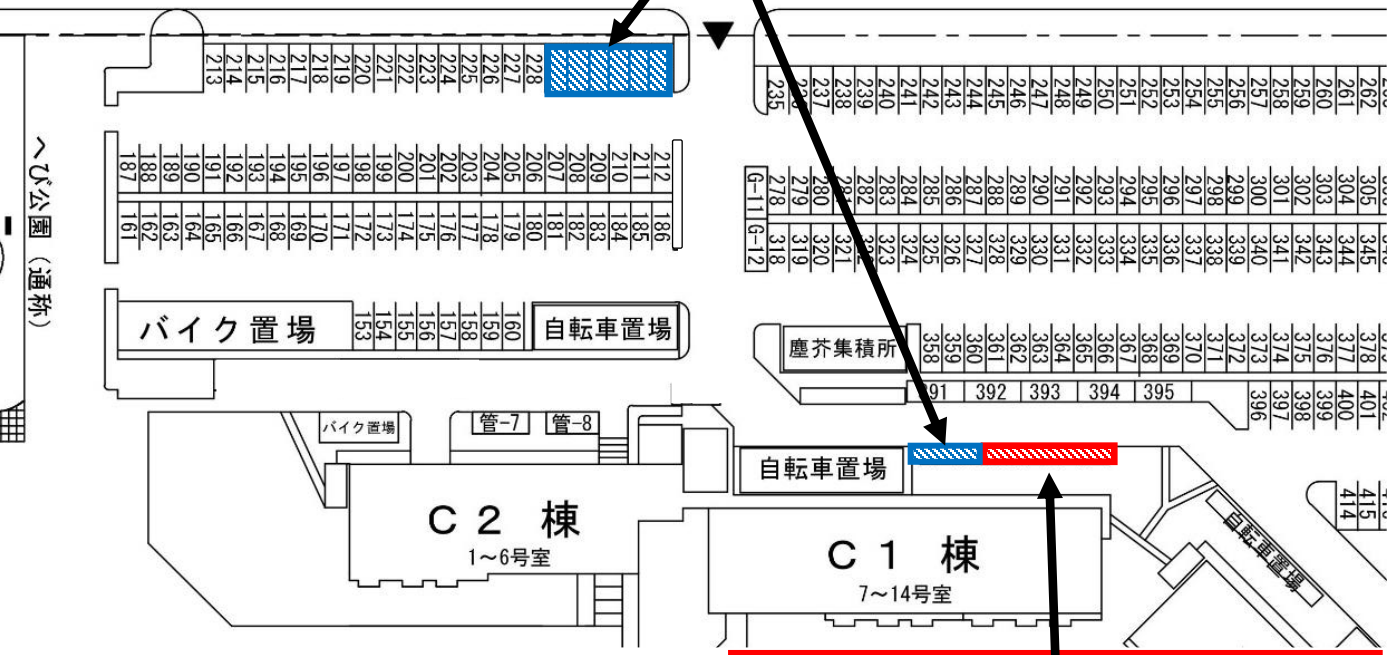 213 214 215 216 217 218 219 220 221 222 223 224 225 226 227 228
235 237 238 239 240 241 242 243 244 245 246 247 248 249 250 251 252 253 254 255 256 257 258 259 260 261 262
へび公園（通称）
187 188 189 190 191 192 193 194 195 196 197 198 199 200 201 202 203 204 205 206 207 208 209 210 211 212
G-11 278 279 280 283 284 285 286 287 288 289 290 291 292 293 294 295 296 297 298 299 300 301 302 303 304 305
161 162 163 164 165 166 167 168 169 170 171 172 173 174 175 176 177 178 179 180 181 182 183 184 185 186
G-12 318 319 320 321 323 324 325 326 327 328 329 330 331 332 333 334 335 336 337 338 339 340 341 342 343 344 345
バイク置場 153 154 155 156 157 158 159 160 自転車置場
塵芥集積所 358 359 360 361 362 363 364 365 366 367 368 369 370 371 372 373 374 375 376 377 378
391 392 393 394 395 396 397 398 399 400 401
バイク置場 管-7 管-8
自転車置場
414 415
自転車置場
C2 棟
1～6号室
C1 棟
7～14号室